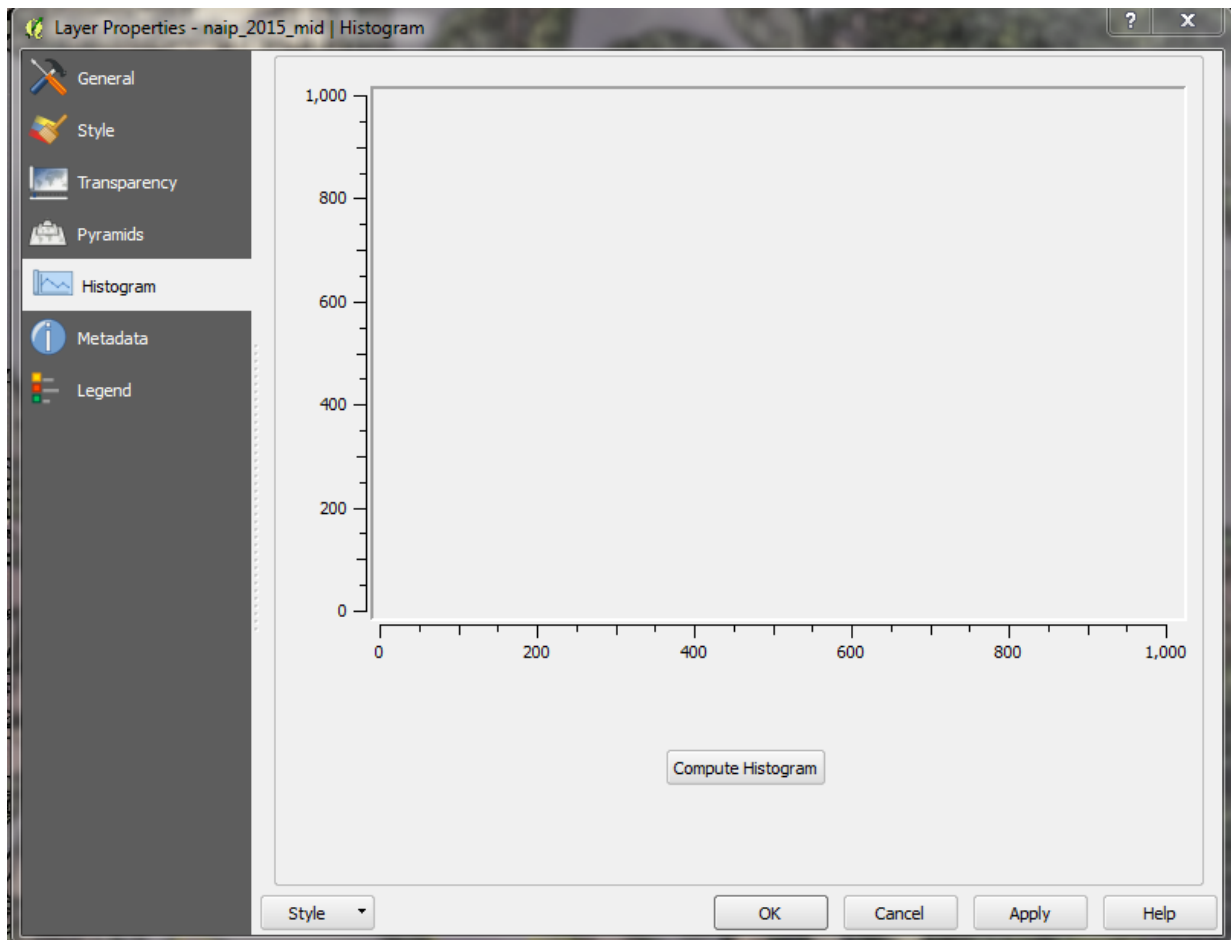 Layer Properties - naip_2015_mid | Histogram
?
X
General
Style
Transparency
Pyramids
Histogram
Metadata
Legend
1,000
800
600
400
200
0
0 200 400 600 800 1,000
Compute Histogram
Style
OK
Cancel
Apply
Help